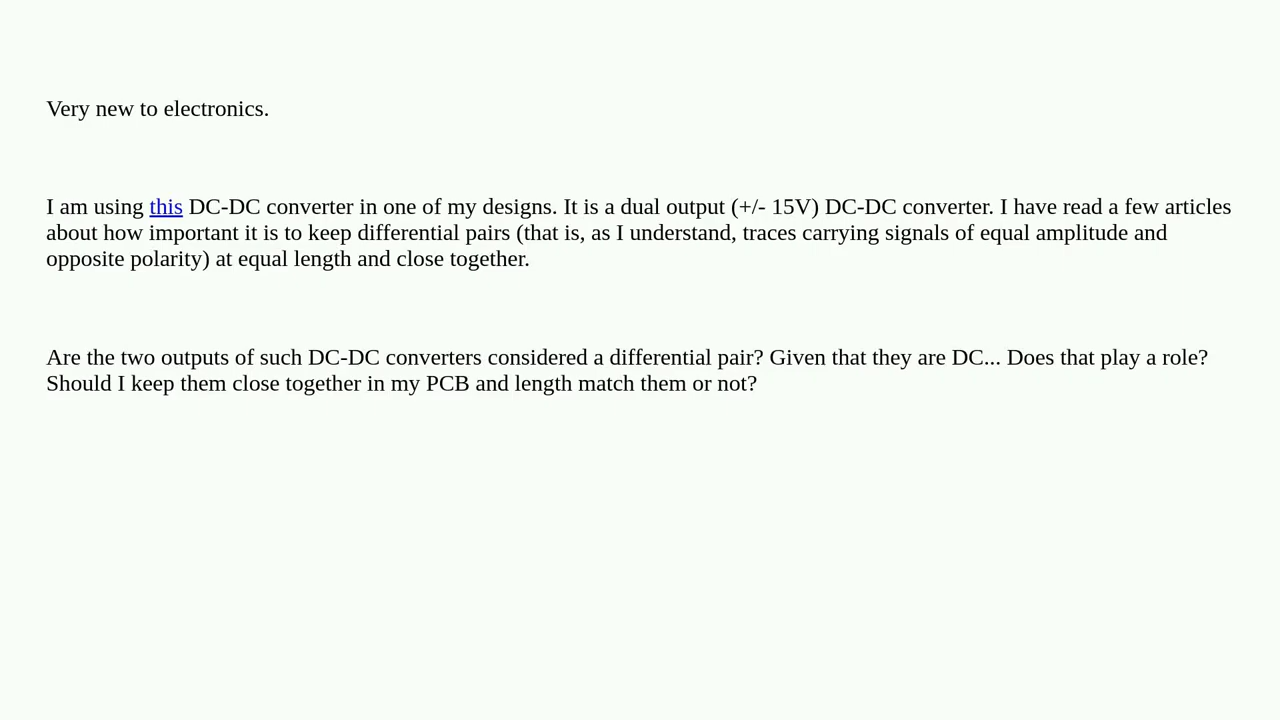 Very new to electronics.
I am using this DC-DC converter in one of my designs. It is a dual output (+/- 15V) DC-DC converter. I have read a few articles
about how important it is to keep differential pairs (that is, as I understand, traces carrying signals of equal amplitude and
opposite polarity) at equal length and close together.
Are the two outputs of such DC-DC converters considered a differential pair? Given that they are DC... Does that play a role?
Should I keep them close together in my PCB and length match them or not?